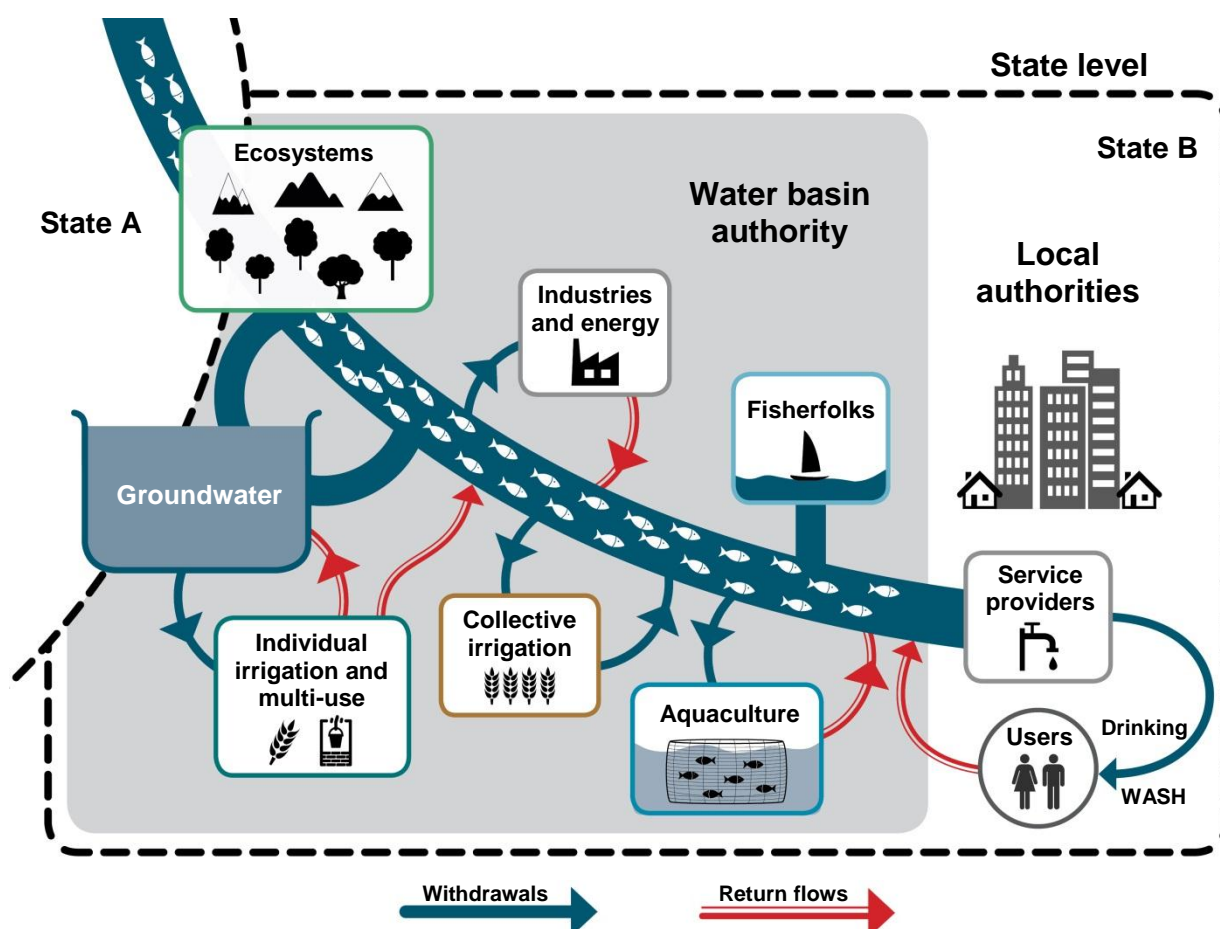 State level
State B
Ecosystems
State A
Water basin
authority
Local
authorities
Industries
and energy
Fisherfolks
Groundwater
Service
providers
Individual
irrigation and
multi-use
Collective
irrigation
Aquaculture
Users
Drinking
WASH
Withdrawals
Return flows